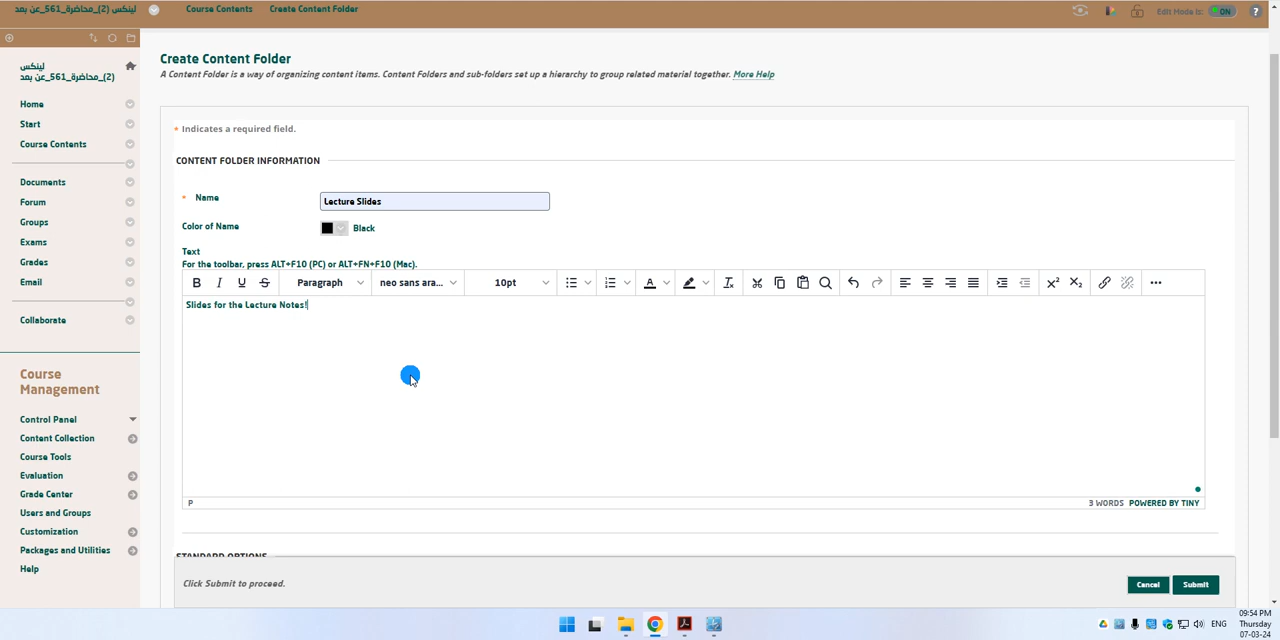 لينكس (2)_محاضرة_561_عن بعد
Course Contents
Create Content Folder
Edit Mode is:
ON
?
لينكس
(2)_محاضرة_561_عن بعد
Home
Start
Course Contents
Documents
Forum
Groups
Exams
Grades
Email
Collaborate
Course
Management
Control Panel
Content Collection
Course Tools
Evaluation
Grade Center
Users and Groups
Customization
Packages and Utilities
Help
Create Content Folder
A Content Folder is a way of organizing content items. Content Folders and sub-folders set up a hierarchy to group related material together. More Help
* Indicates a required field.
CONTENT FOLDER INFORMATION
* Name
Lecture Slides
Color of Name
Black
Text
For the toolbar, press ALT+F10 (PC) or ALT+FN+F10 (Mac).
B I U S Paragraph neo sans ara... 10pt
Slides for the Lecture Notes!
P
3 WORDS POWERED BY TINY
STANDARD OPTIONS
Click Submit to proceed.
Cancel
Submit
ENG
09:54 PM
Thursday
07-03-24